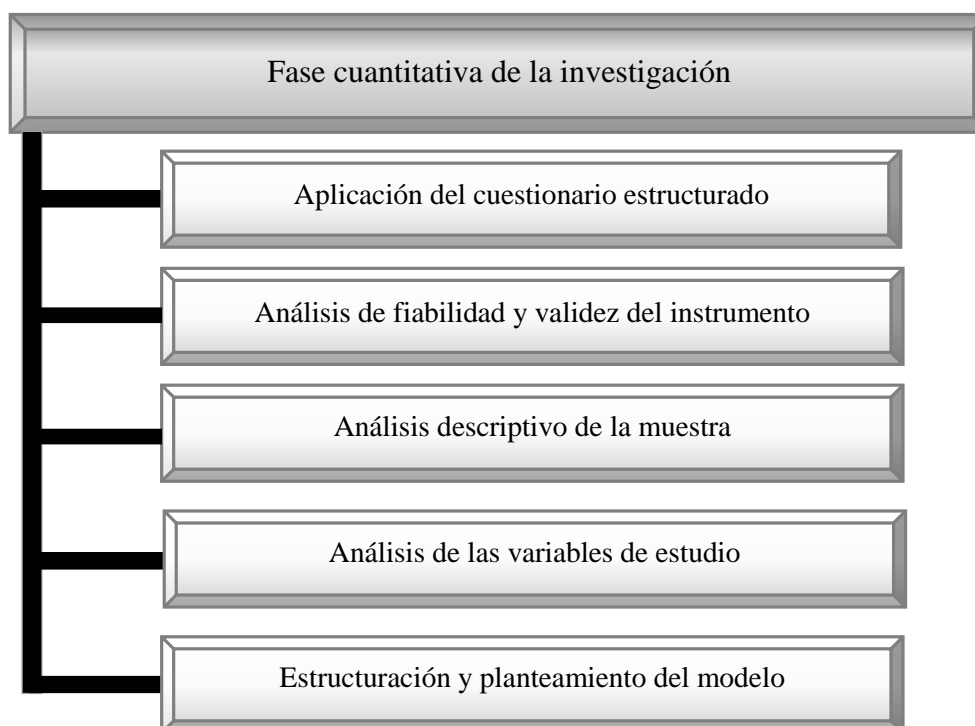 Fase cuantitativa de la investigación
Aplicación del cuestionario estructurado
Análisis de fiabilidad y validez del instrumento
Análisis descriptivo de la muestra
Análisis de las variables de estudio
Estructuración y planteamiento del modelo